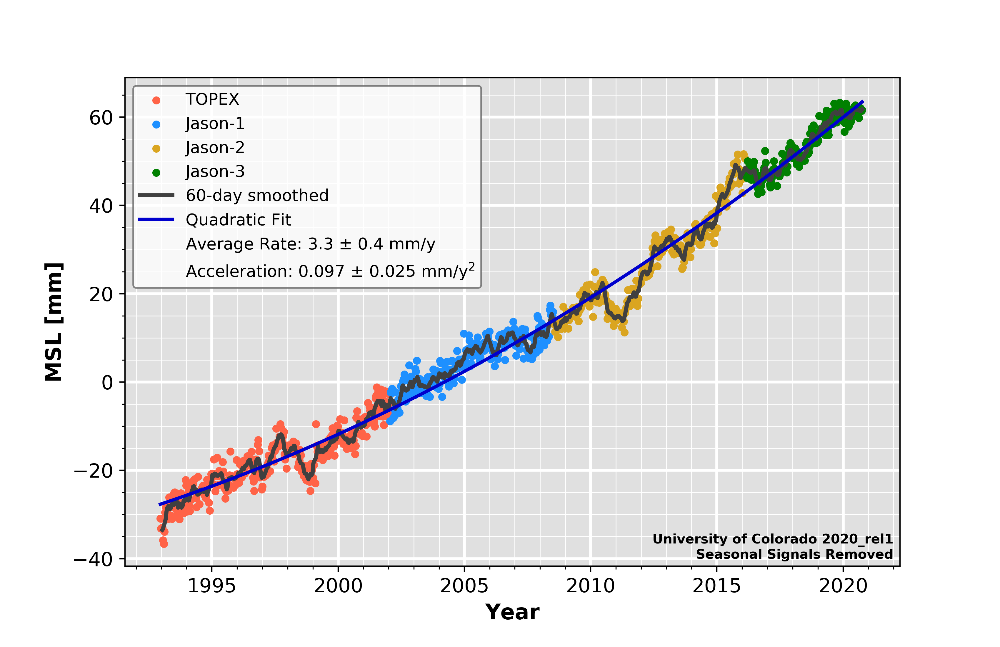 TOPEX
Jason-1
Jason-2
Jason-3
60-day smoothed
Quadratic Fit
Average Rate: 3.3 ± 0.4 mm/y
Acceleration: 0.097 ± 0.025 mm/y²
60
40
20
0
−20
−40
MSL [mm]
University of Colorado 2020_rel1
Seasonal Signals Removed
1995 2000 2005 2010 2015 2020
Year